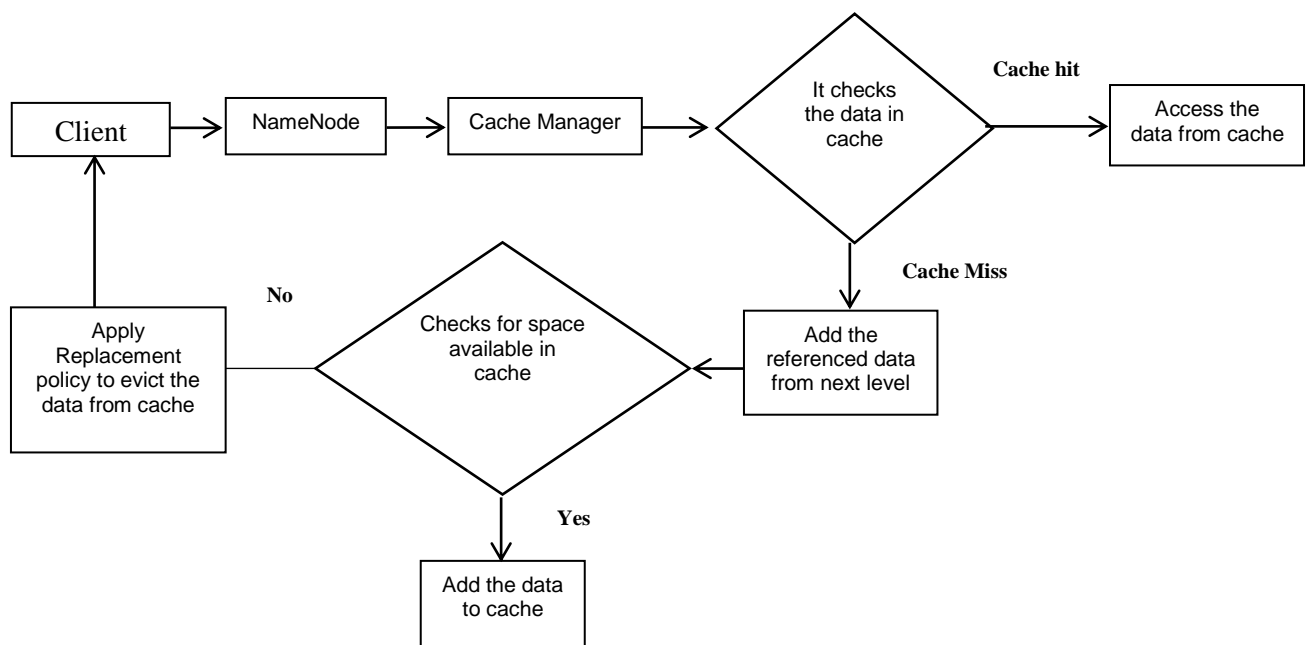 Client
NameNode
Cache Manager
It checks
the data in
cache
Cache hit
Access the
data from cache
Cache Miss
Add the
referenced data
from next level
Checks for space
available in
cache
No
Apply
Replacement
policy to evict the
data from cache
Yes
Add the data
to cache